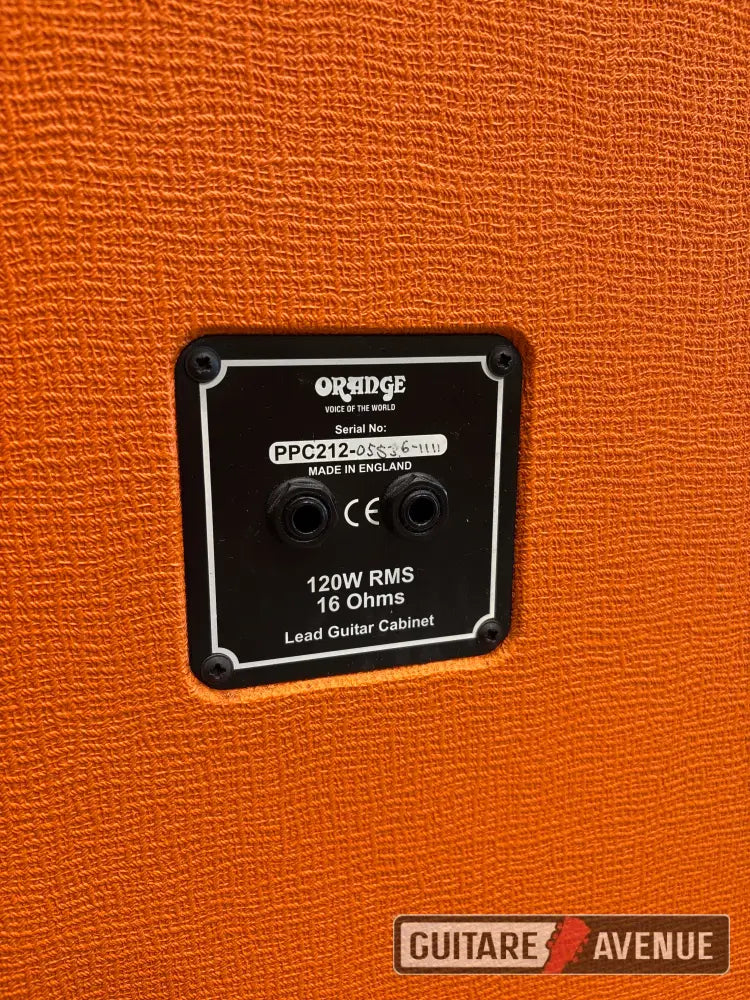 ORANGE
VOICE OF THE WORLD
Serial No:
PPC212-05536-1111
MADE IN ENGLAND
CE
120W RMS
16 Ohms
Lead Guitar Cabinet
GUITARE AVENUE